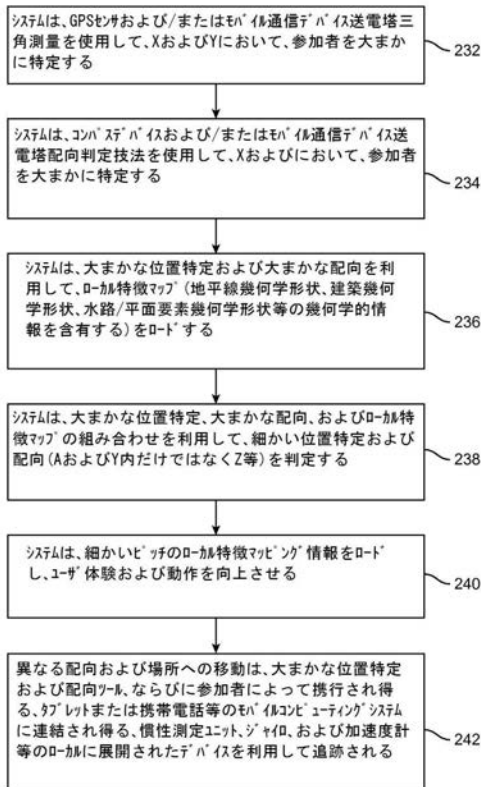 システムは、GPSセンサおよび/またはモバイル通信デバイス送電塔三
角測量を使用して、XおよびYにおいて、参加者を大まか
に特定する
232
システムは、コンパスデバイスおよび/またはモバイル通信デバイス送
電塔配向判定技法を使用して、Xおよびにおいて、参加者
を大まかに特定する
234
システムは、大まかな位置特定および大まかな配向を利
用して、ローカル特徴マップ(地平線幾何学形状、建築幾何
学形状、水路/平面要素幾何学形状等の幾何学的情
報を含有する)をロードする
236
システムは、大まかな位置特定、大まかな配向、およびローカル特
徴マップの組み合わせを利用して、細かい位置特定および
配向(AおよびY内だけではなくZ等)を判定する
238
システムは、細かいピッチのローカル特徴マッピング情報をロード
し、ユーザ体験および動作を向上させる
240
異なる配向および場所への移動は、大まかな位置特定
および配向ツール、ならびに参加者によって携行され得
る、タブレットまたは携帯電話等のモバイルコンピューティングシステム
に連結され得る、慣性測定ユニット、ジャイロ、および加速度計
等のローカルに展開されたデバイスを利用して追跡される
242